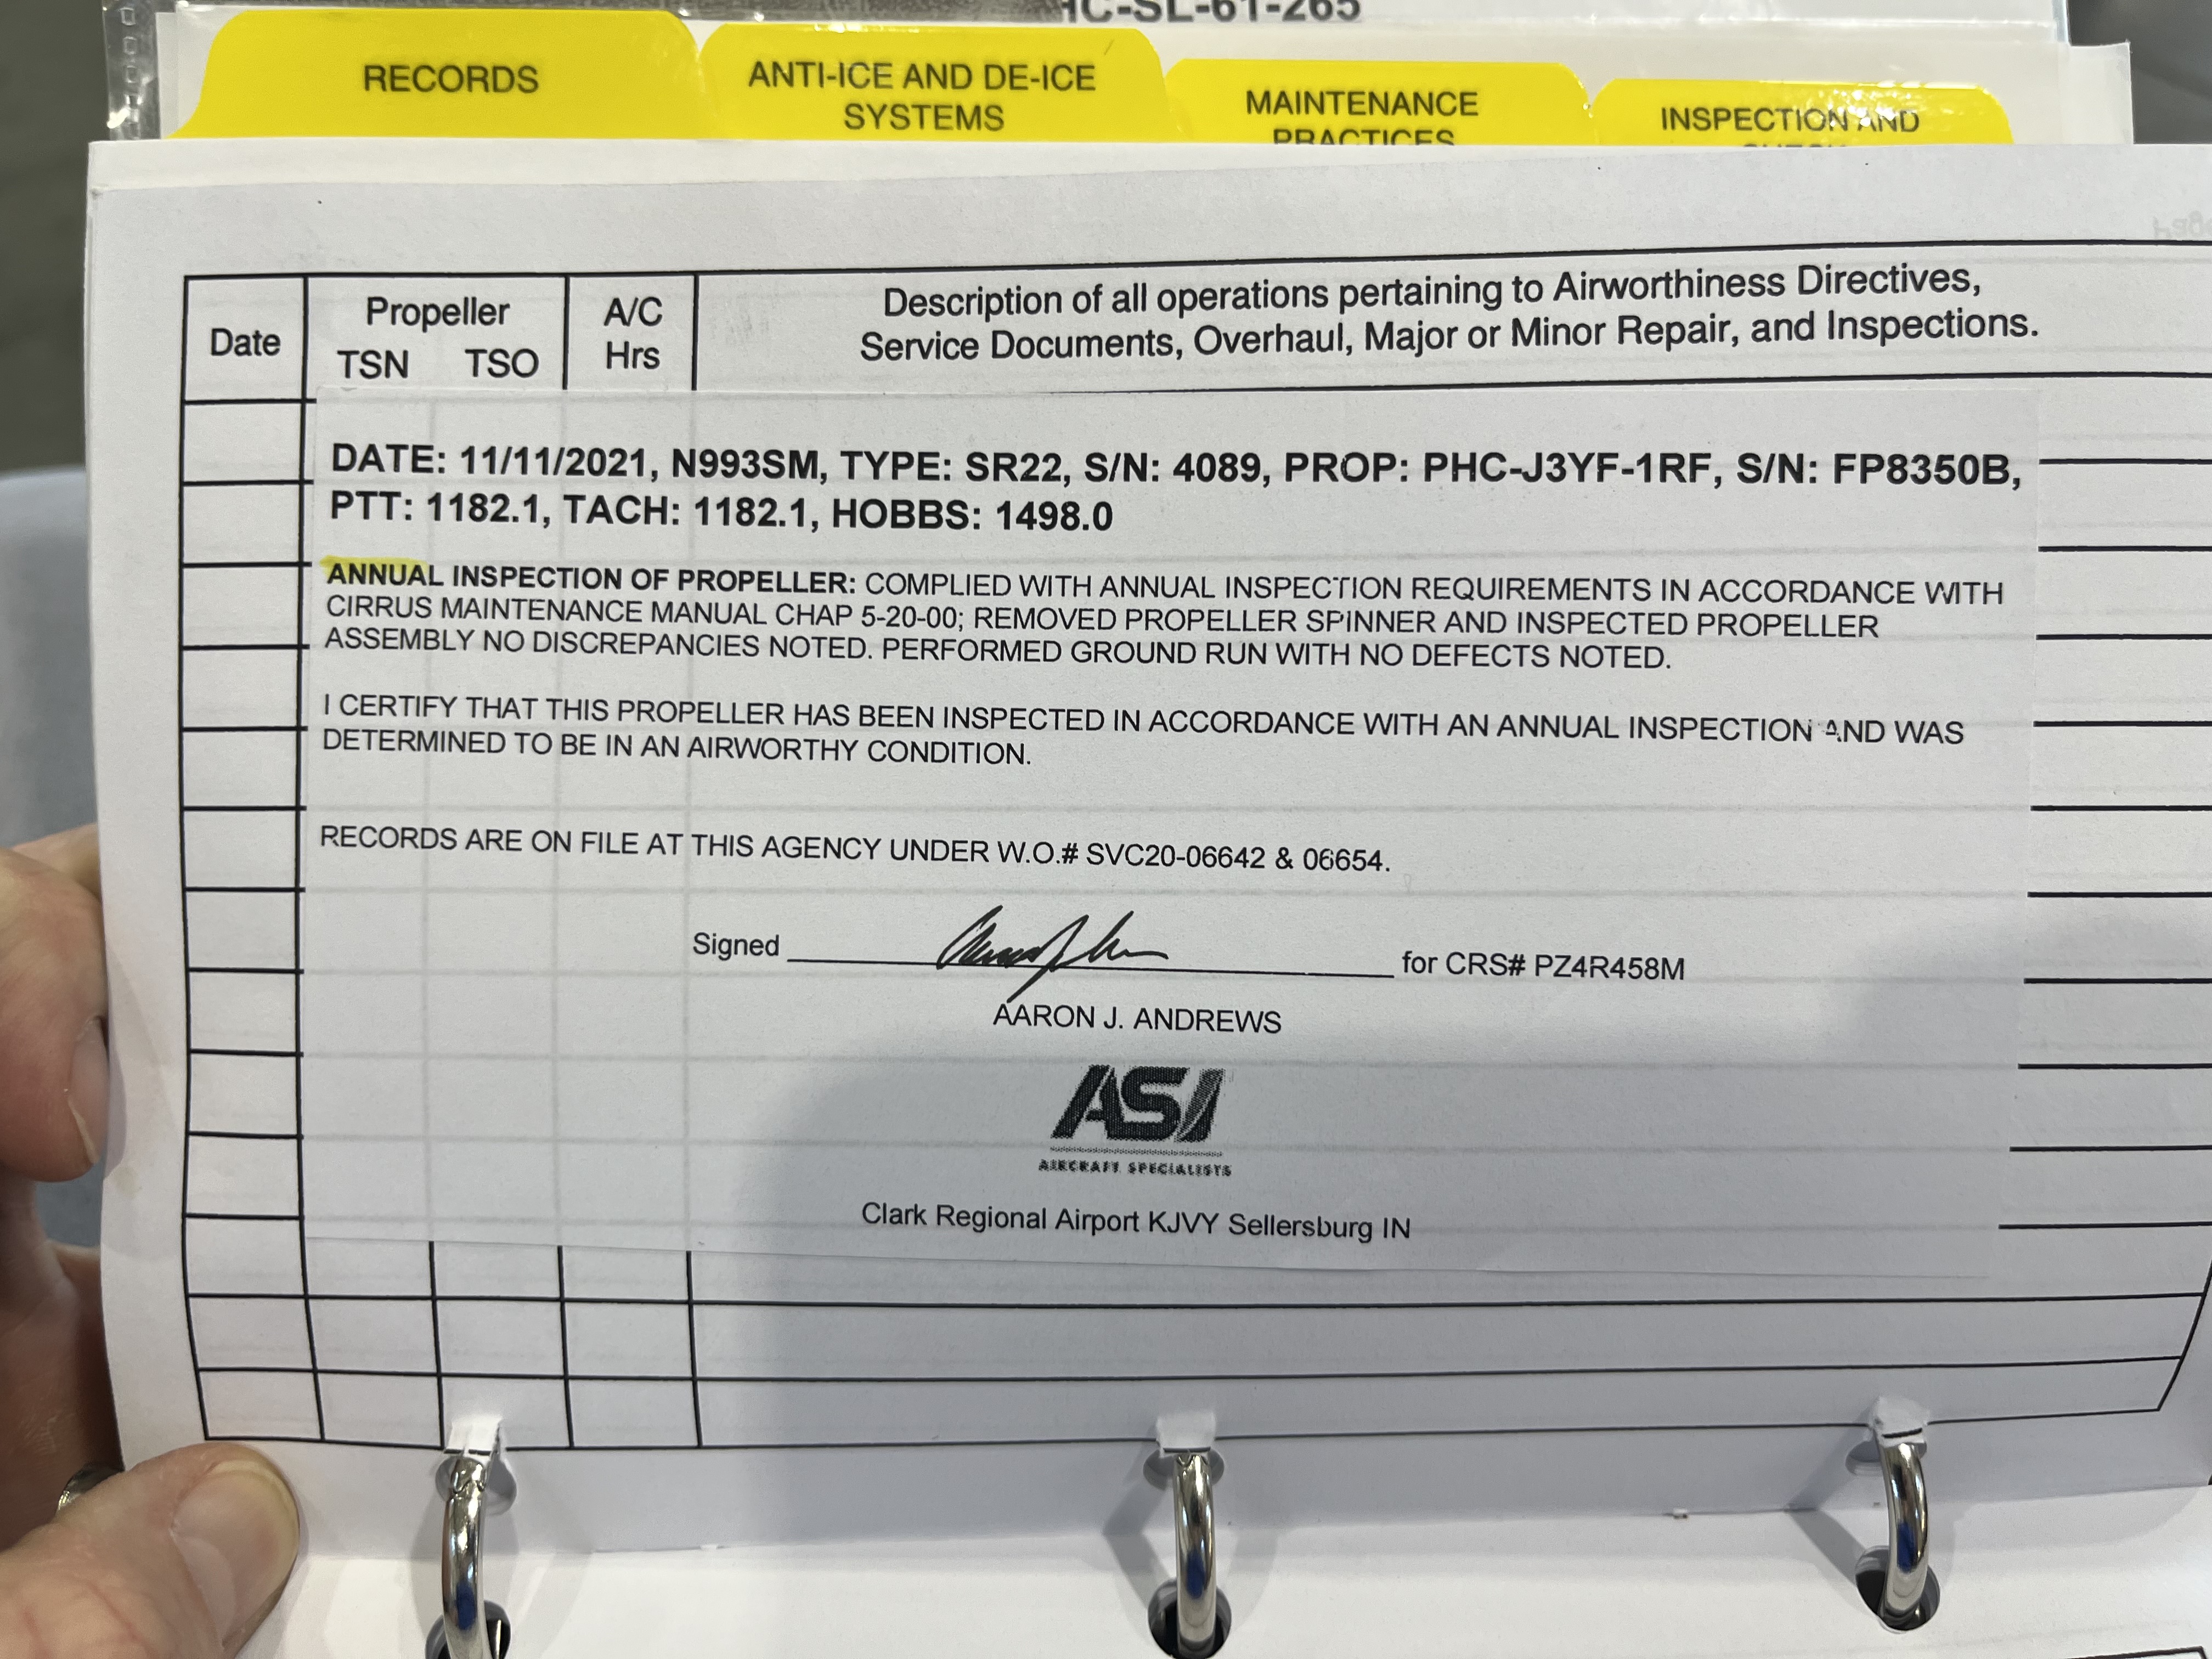 HC-SL-61-265
RECORDS
ANTI-ICE AND DE-ICE
SYSTEMS
MAINTENANCE
PRACTICES
INSPECTION AND
Date
Propeller
TSN TSO
A/C
Hrs
Description of all operations pertaining to Airworthiness Directives,
Service Documents, Overhaul, Major or Minor Repair, and Inspections.
DATE: 11/11/2021, N993SM, TYPE: SR22, S/N: 4089, PROP: PHC-J3YF-1RF, S/N: FP8350B,
PTT: 1182.1, TACH: 1182.1, HOBBS: 1498.0
ANNUAL INSPECTION OF PROPELLER: COMPLIED WITH ANNUAL INSPECTION REQUIREMENTS IN ACCORDANCE WITH
CIRRUS MAINTENANCE MANUAL CHAP 5-20-00; REMOVED PROPELLER SPINNER AND INSPECTED PROPELLER
ASSEMBLY NO DISCREPANCIES NOTED. PERFORMED GROUND RUN WITH NO DEFECTS NOTED.
I CERTIFY THAT THIS PROPELLER HAS BEEN INSPECTED IN ACCORDANCE WITH AN ANNUAL INSPECTION AND WAS
DETERMINED TO BE IN AN AIRWORTHY CONDITION.
RECORDS ARE ON FILE AT THIS AGENCY UNDER W.O.# SVC20-06642 & 06654.
Signed for CRS# PZ4R458M
AARON J. ANDREWS
ASI
AIRCRAFT SPECIALISTS
Clark Regional Airport KJVY Sellersburg IN